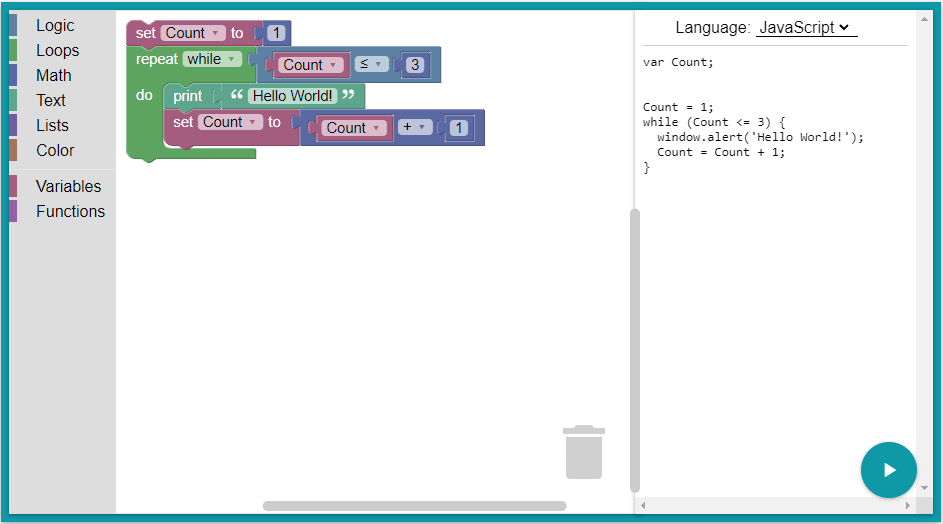 Logic
Loops
Math
Text
Lists
Color
Variables
Functions
set Count to 1
repeat while Count ≤ 3
do print “ Hello World! ”
set Count to Count + 1
Language: JavaScript
var Count;
Count = 1;
while (Count <= 3) {
  window.alert('Hello World!');
  Count = Count + 1;
}